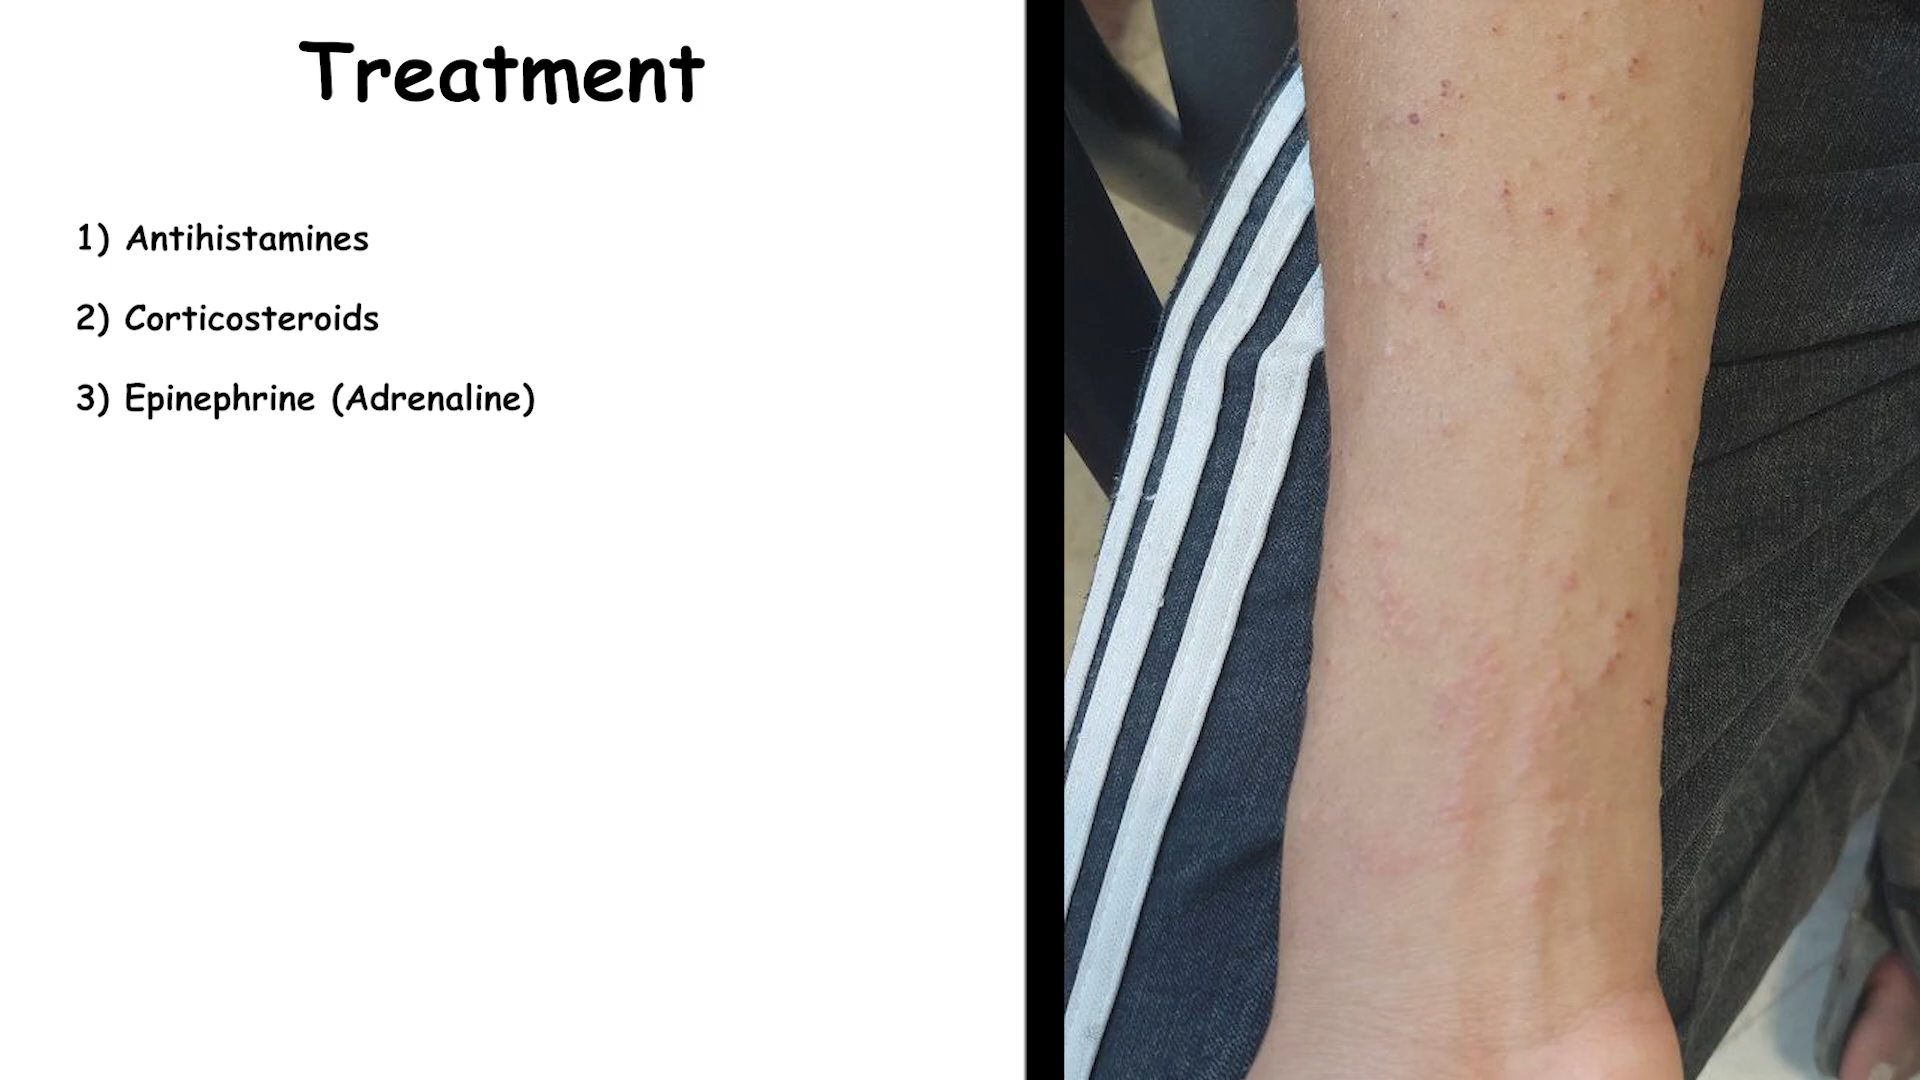 Treatment
1) Antihistamines
2) Corticosteroids
3) Epinephrine (Adrenaline)